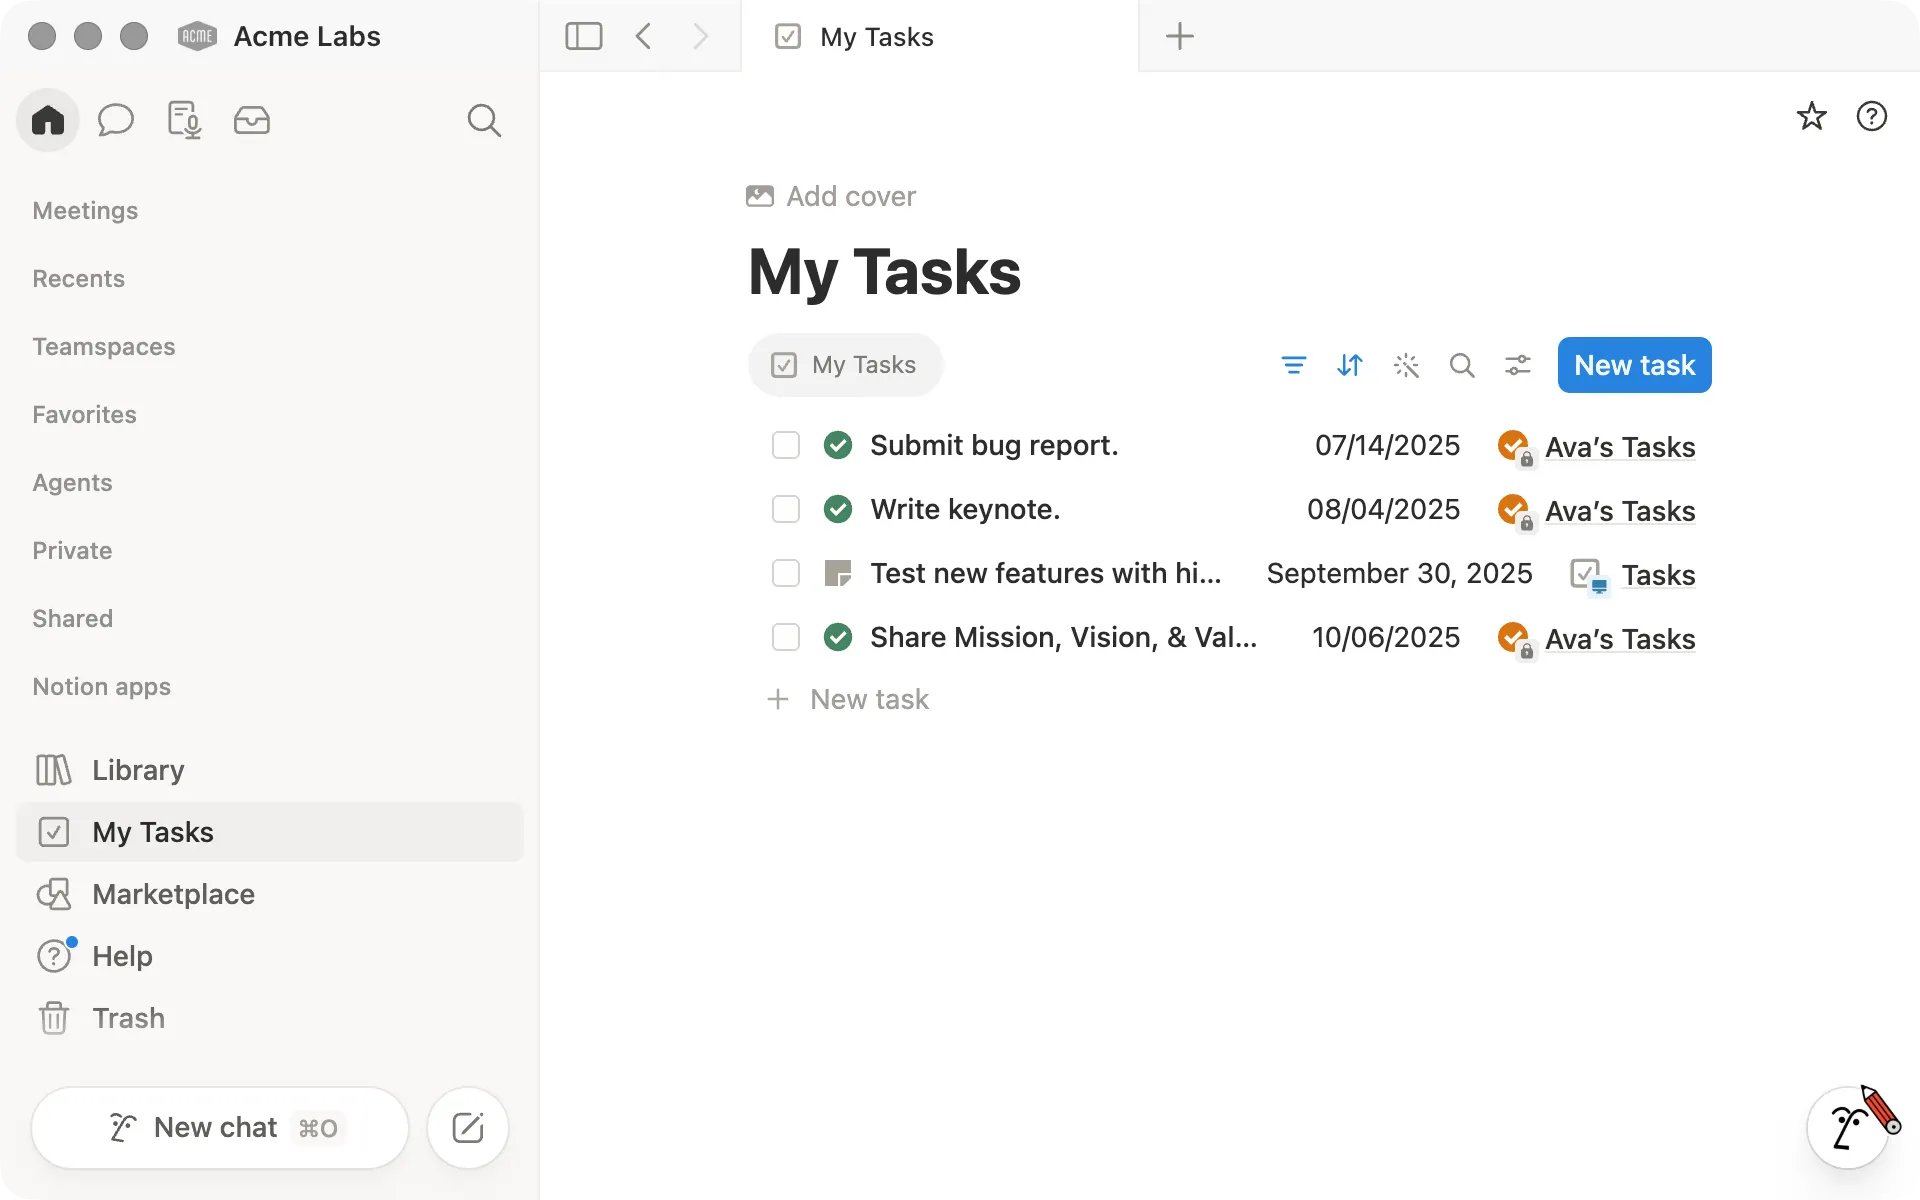 ACME Acme Labs
My Tasks
Meetings
Recents
Teamspaces
Favorites
Agents
Private
Shared
Notion apps
Library
My Tasks
Marketplace
Help
Trash
New chat ⌘O
Add cover
My Tasks
My Tasks
New task
Submit bug report. 07/14/2025 Ava’s Tasks
Write keynote. 08/04/2025 Ava’s Tasks
Test new features with hi... September 30, 2025 Tasks
Share Mission, Vision, & Val... 10/06/2025 Ava’s Tasks
New task